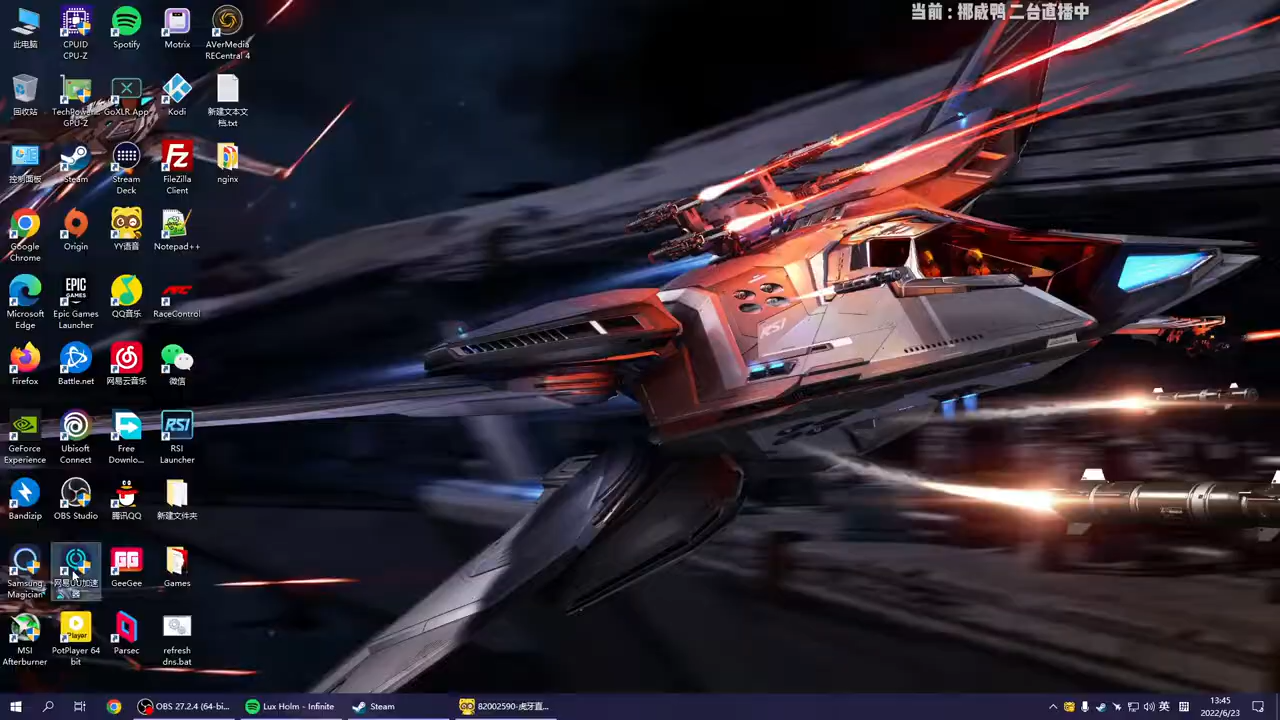 当前：挪威鸭 二台直播中
此电脑
CPUID
CPU-Z
Spotify
Motrix
AVerMedia
RECentral 4
回收站
TechPowerUp
GPU-Z
GoXLR App
Kodi
新建文本文
档.txt
控制面板
Steam
Stream
Deck
FileZilla
Client
nginx
Google
Chrome
Origin
YY语音
Notepad++
Microsoft
Edge
EPIC
GAMES
Epic Games
Launcher
QQ音乐
RaceControl
Firefox
Battle.net
网易云音乐
微信
GeForce
Experience
Ubisoft
Connect
Free
Downlo...
RSI
RSI
Launcher
Bandizip
OBS Studio
腾讯QQ
新建文件夹
Samsung
Magician
网易UU加速
器
GG
GeeGee
Games
MSI
Afterburner
Player
PotPlayer 64
bit
Parsec
refresh
dns.bat
RSI
OBS 27.2.4 (64-bi...
Lux Holm - Infinite
Steam
82002590-虎牙直...
英
拼
13:45
2022/6/23